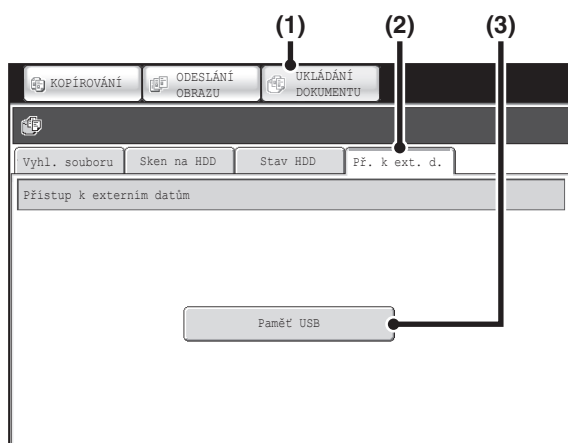 (1) (2) (3)
KOPÍROVÁNÍ
ODESLÁNÍ
OBRAZU
UKLÁDÁNÍ
DOKUMENTU
Vyhl. souboru Sken na HDD Stav HDD Př. k ext. d.
Přístup k externím datům
Paměť USB